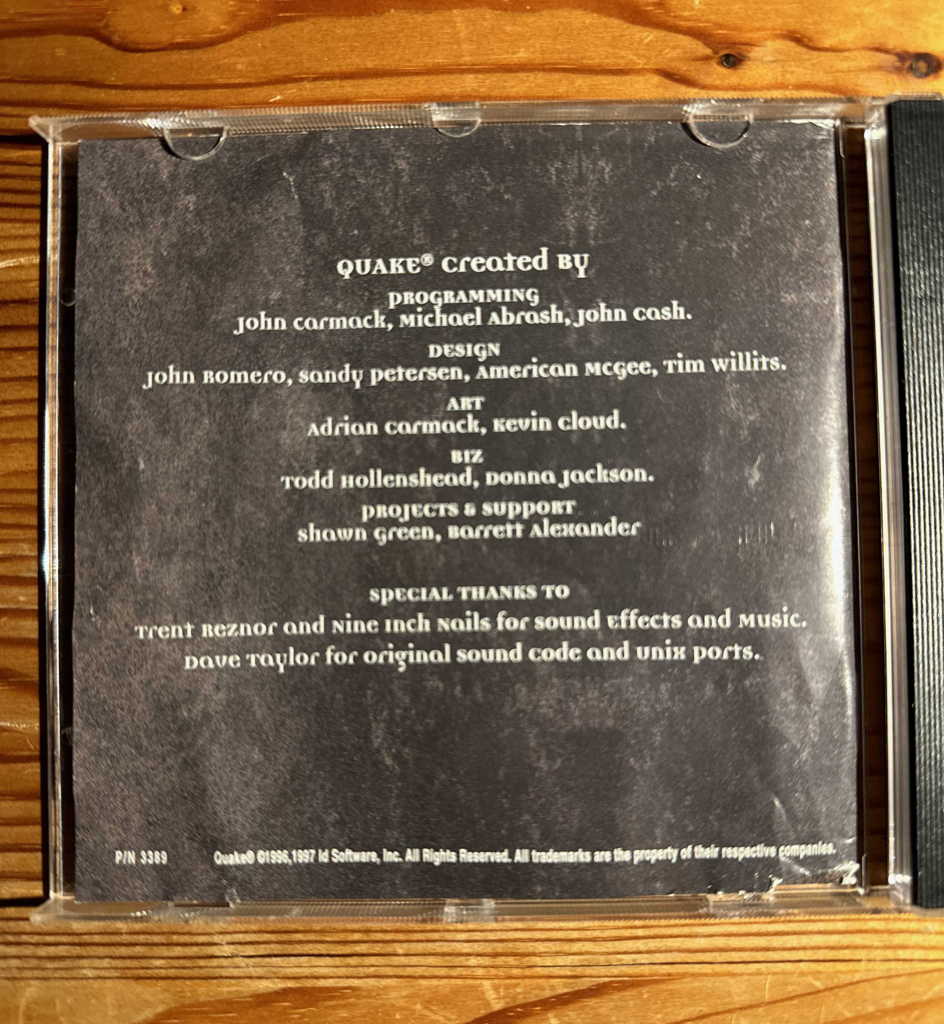 QUAKE® Created By
PROGRAMMING
John Carmack, Michael Abrash, John Cash.
DESIGN
John Romero, Sandy Petersen, American McGee, Tim Willits.
ART
Adrian Carmack, Kevin Cloud.
BIZ
Todd Hollenshead, Donna Jackson.
PROJECTS & SUPPORT
Shawn Green, Barrett Alexander
SPECIAL THANKS TO
Trent Reznor and Nine Inch Nails for Sound Effects and Music.
Dave Taylor for Original Sound Code and Unix Ports.
P/N 3389 Quake® ©1996,1997 Id Software, Inc. All Rights Reserved. All trademarks are the property of their respective companies.